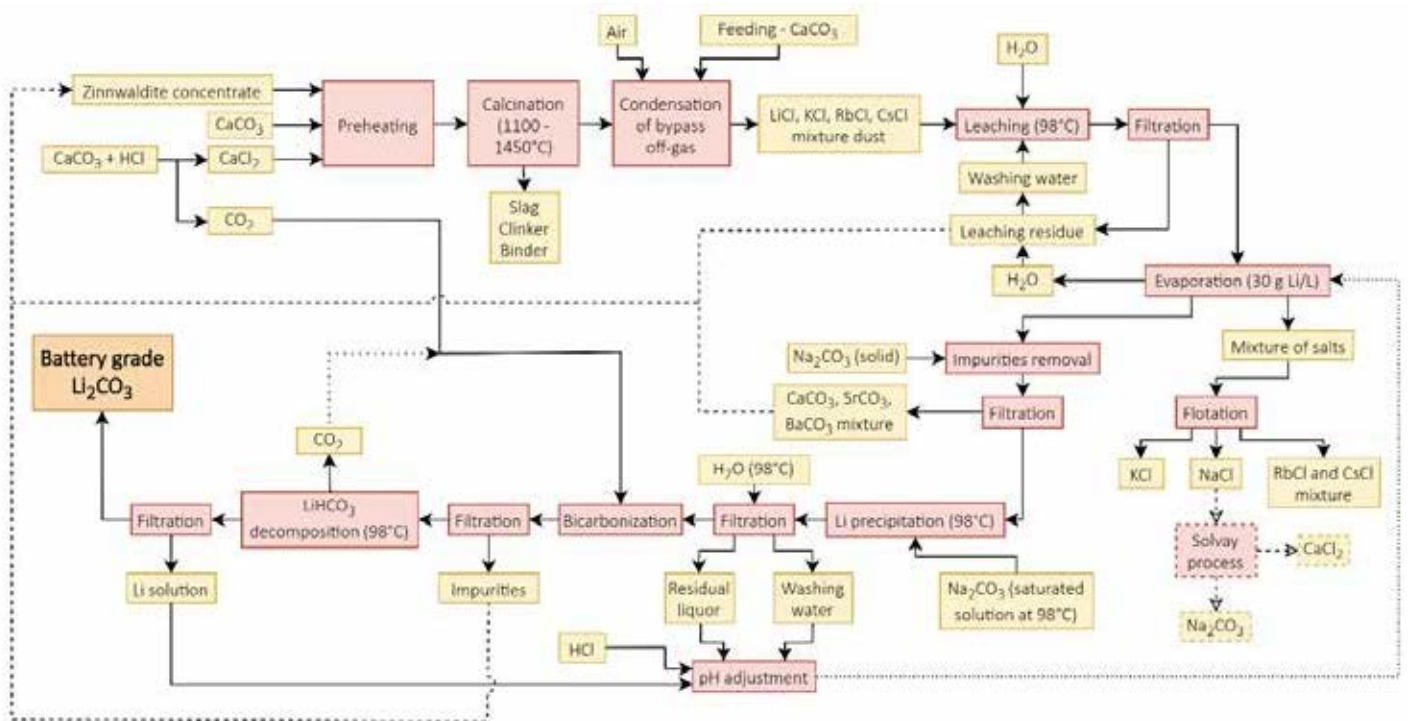 Air
Feeding - CaCO₃
H₂O
Zinnwaldite concentrate
CaCO₃
CaCO₃ + HCl
CaCl₂
CO₂
Preheating
Calcination
(1100 -
1450°C)
Condensation
of bypass
off-gas
LiCl, KCl, RbCl, CsCl
mixture dust
Leaching (98°C)
Filtration
Slag
Clinker
Binder
Washing water
Leaching residue
H₂O
Evaporation (30 g Li/L)
Battery grade
Li₂CO₃
Na₂CO₃ (solid)
Impurities removal
Mixture of salts
CaCO₃, SrCO₃,
BaCO₃ mixture
Filtration
Flotation
CO₂
H₂O (98°C)
KCl
NaCl
RbCl and CsCl
mixture
Filtration
LiHCO₃
decomposition (98°C)
Filtration
Bicarbonization
Filtration
Li precipitation (98°C)
Solvay
process
CaCl₂
Li solution
Impurities
Residual
liquor
Washing
water
Na₂CO₃ (saturated
solution at 98°C)
Na₂CO₃
HCl
pH adjustment